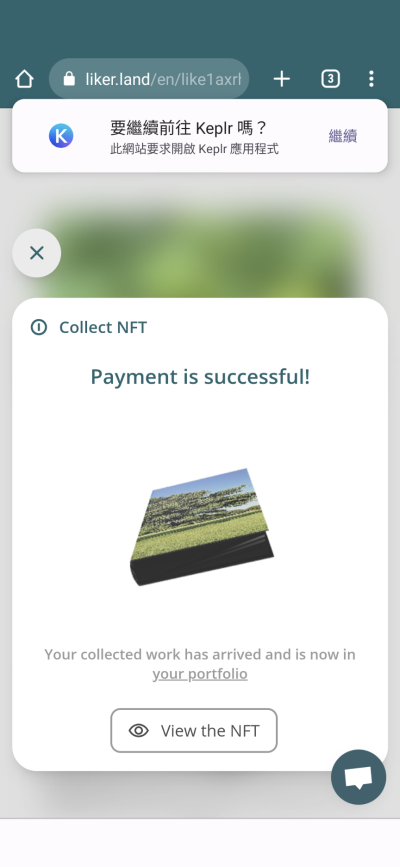 liker.land/en/like1axrl
3
K
要繼續前往 Keplr 嗎？
此網站要求開啟 Keplr 應用程式
繼續
Collect NFT
Payment is successful!
Your collected work has arrived and is now in
your portfolio
View the NFT